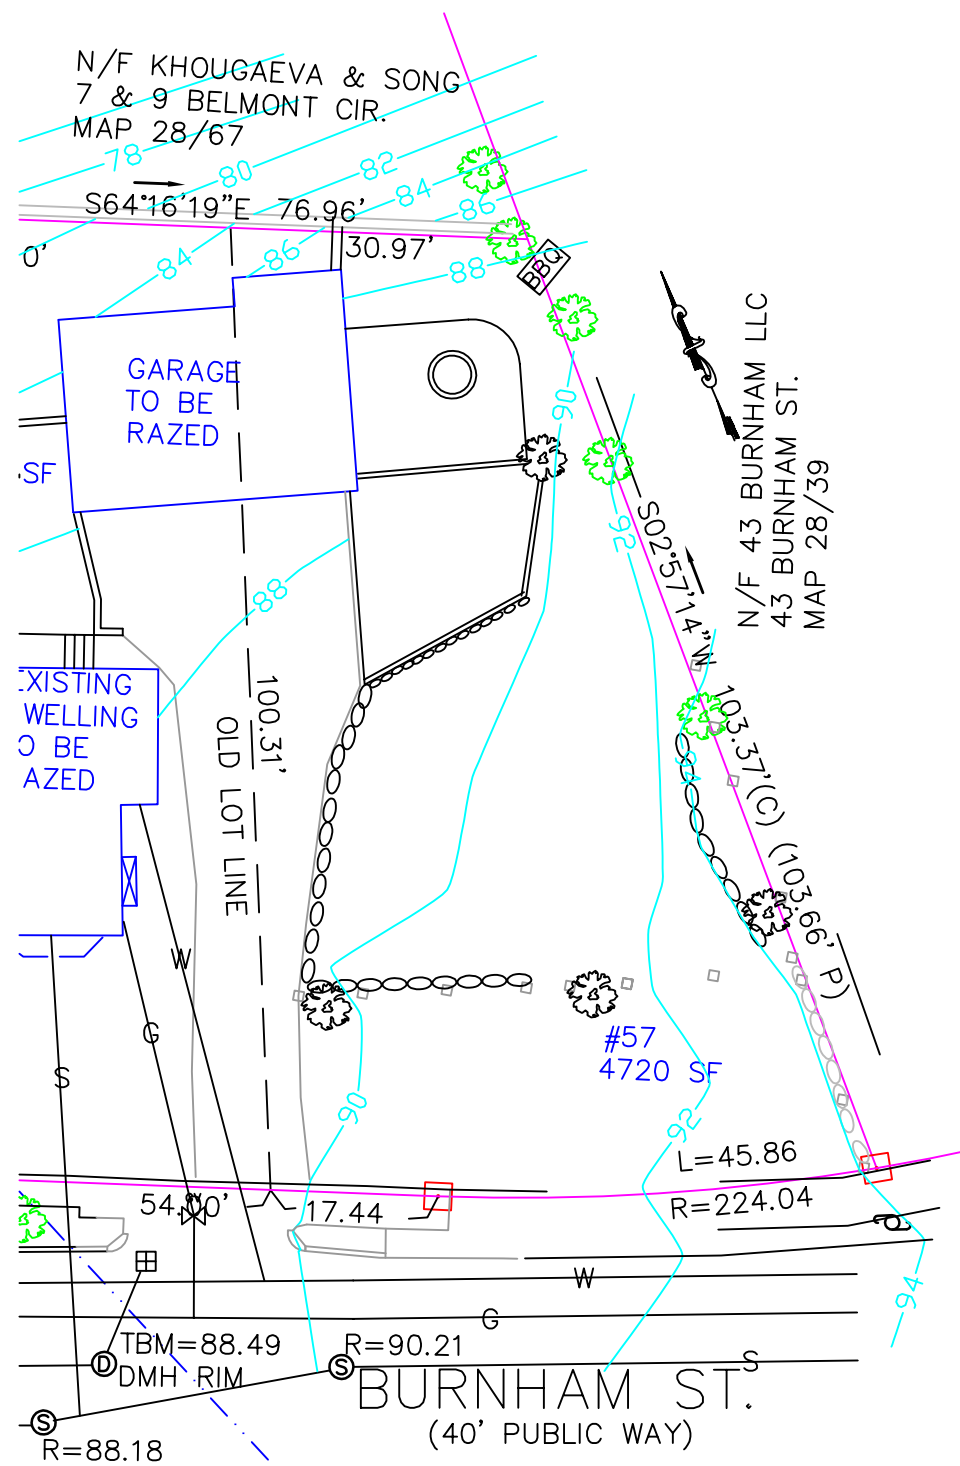 N/F KHOUGAEVA & SONG
7 & 9 BELMONT CIR.
MAP 28/67
78
80
82
84
86
S64°16'19"E 76.96'
0'
30.97'
84
86
88
BBQ
GARAGE
TO BE
RAZED
SF
90
92
N/F 43 BURNHAM LLC
43 BURNHAM ST.
MAP 28/39
S02°57'14"W
103.37'(C) (103.66' P)
88
EXISTING
WELLING
O BE
AZED
100.31'
OLD LOT LINE
94
W
G
S
#57
4720 SF
90
92
L=45.86
R=224.04
54.00'
17.44
94
W
G
S
TBM=88.49
DMH RIM
D
R=90.21
S
BURNHAM ST.
(40' PUBLIC WAY)
S
R=88.18